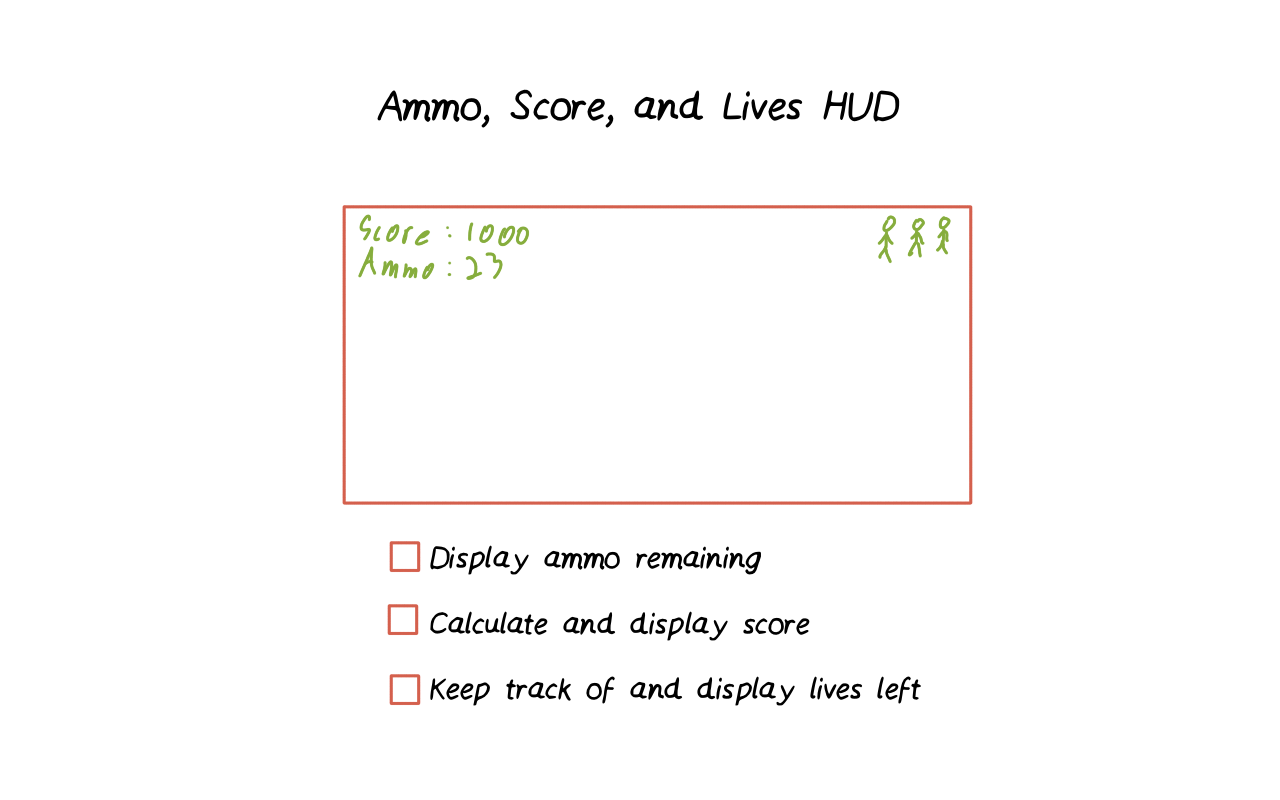 Ammo, Score, and Lives HUD
Score : 1000
Ammo : 23
Display ammo remaining
Calculate and display score
Keep track of and display lives left